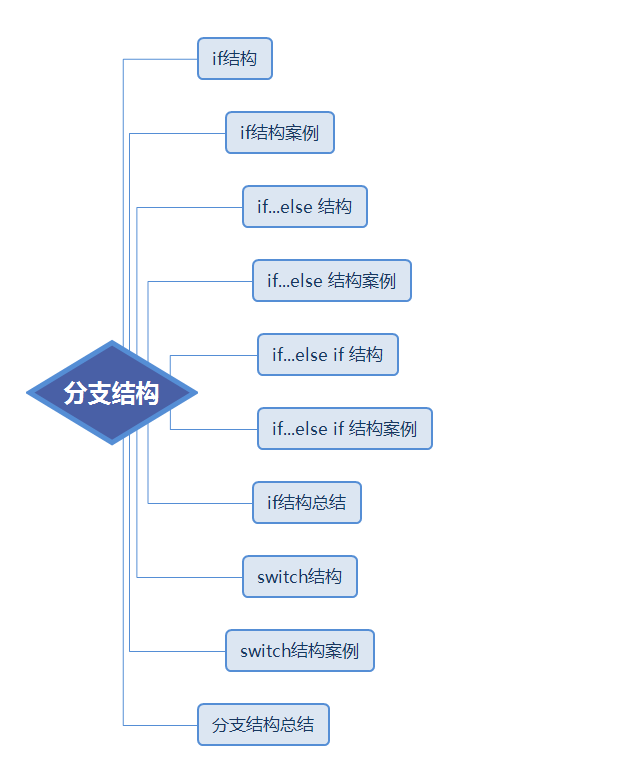 if结构
if结构案例
if...else 结构
if...else 结构案例
if...else if 结构
分支结构
if...else if 结构案例
if结构总结
switch结构
switch结构案例
分支结构总结